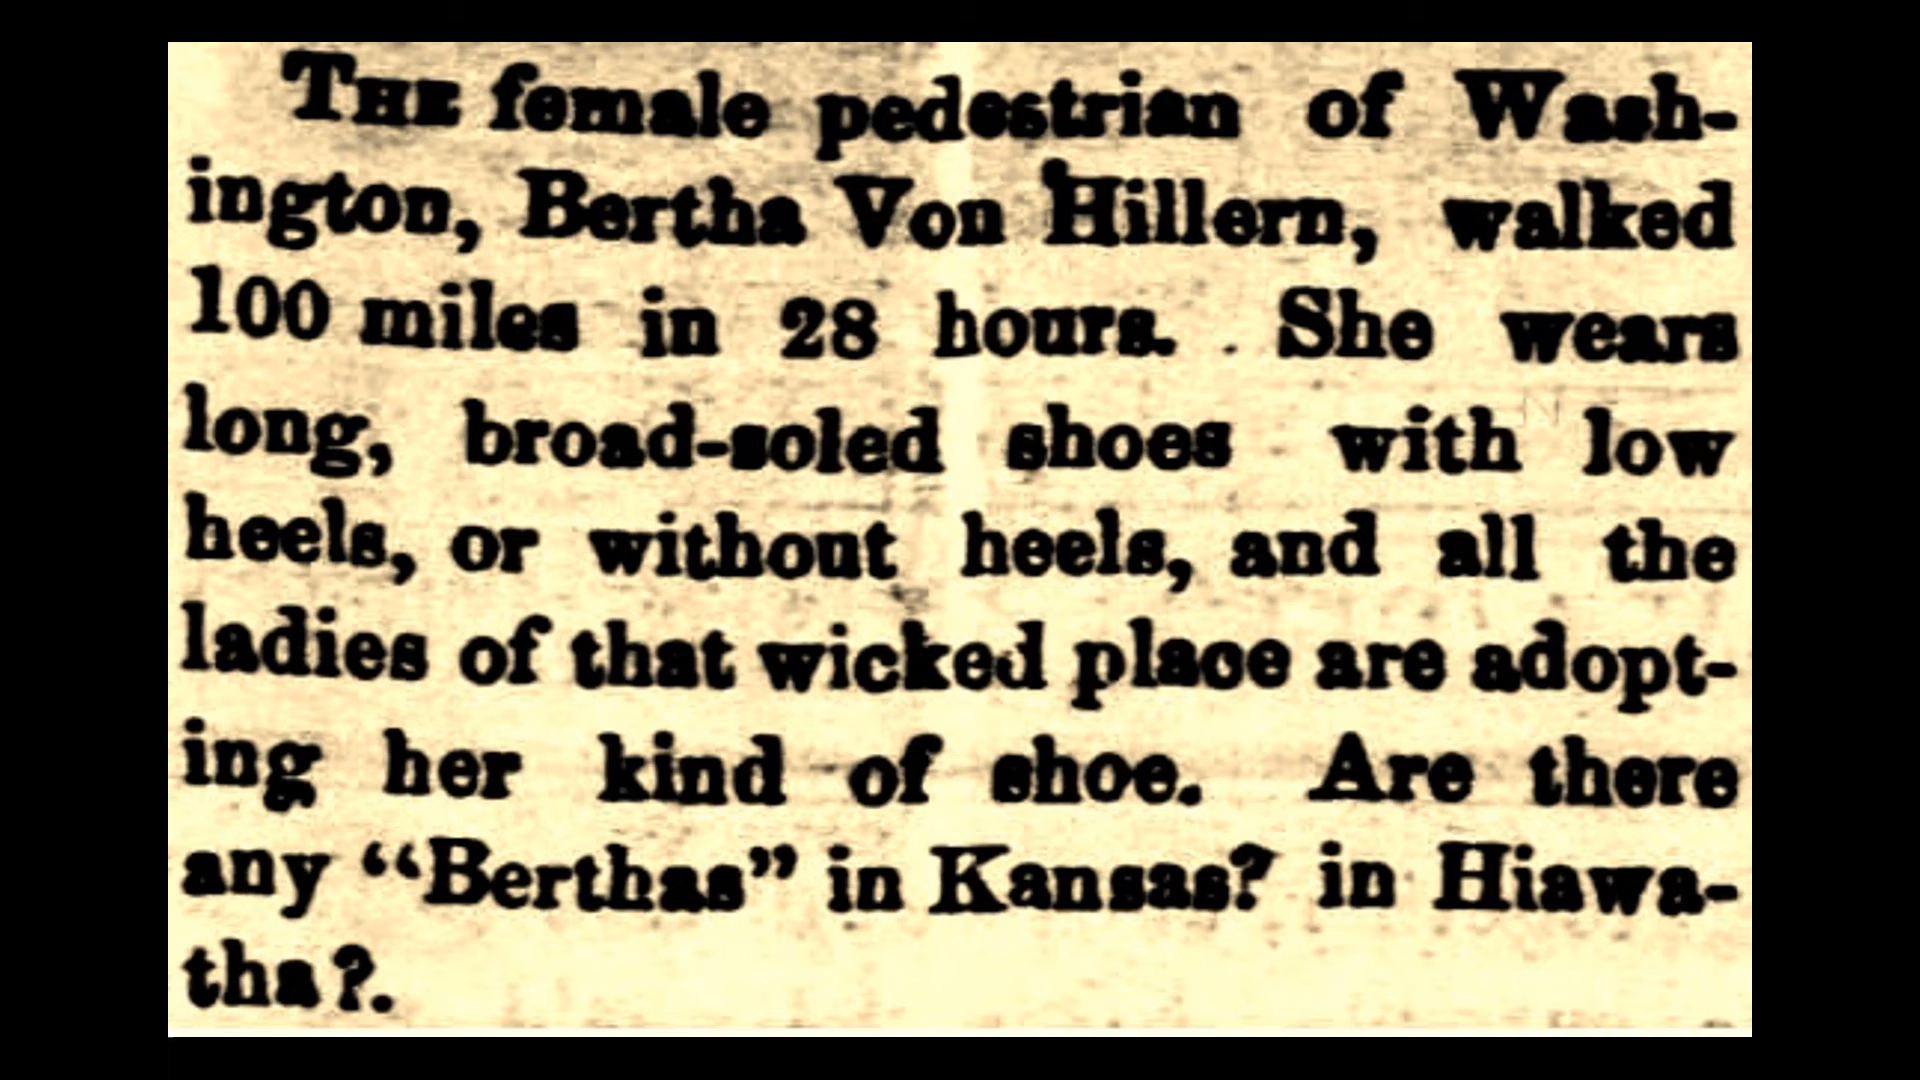 THE female pedestrian of Wash-
ington, Bertha Von Hillern, walked
100 miles in 28 hours. She wears
long, broad-soled shoes with low
heels, or without heels, and all the
ladies of that wicked place are adopt-
ing her kind of shoe. Are there
any “Berthas” in Kansas? in Hiawa-
tha?.